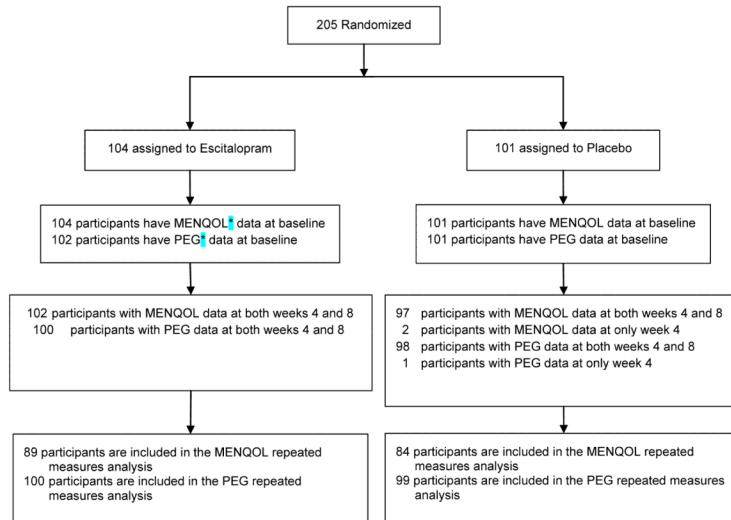 205 Randomized
104 assigned to Escitalopram
101 assigned to Placebo
104 participants have MENQOL* data at baseline
102 participants have PEG* data at baseline
101 participants have MENQOL data at baseline
101 participants have PEG data at baseline
102 participants with MENQOL data at both weeks 4 and 8
100 participants with PEG data at both weeks 4 and 8
97 participants with MENQOL data at both weeks 4 and 8
2 participants with MENQOL data at only week 4
98 participants with PEG data at both weeks 4 and 8
1 participants with PEG data at only week 4
89 participants are included in the MENQOL repeated
measures analysis
100 participants are included in the PEG repeated
measures analysis
84 participants are included in the MENQOL repeated
measures analysis
99 participants are included in the PEG repeated measures
analysis